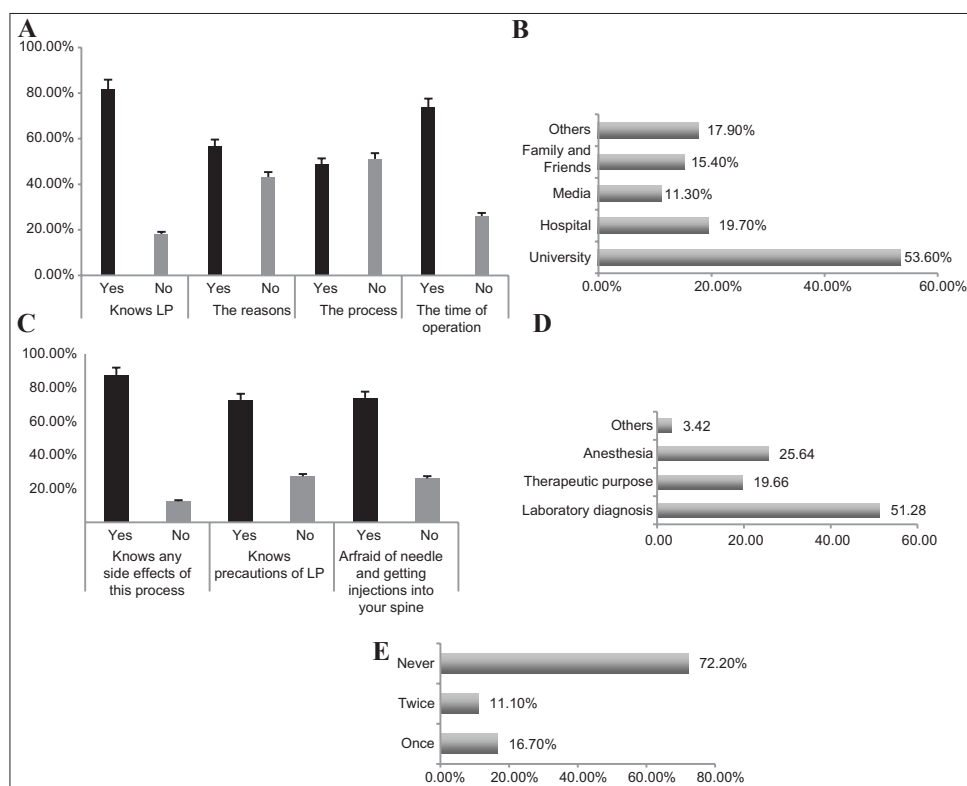 A
100.00%
80.00%
60.00%
40.00%
20.00%
0.00%
Yes No Yes No Yes No Yes No
Knows LP The reasons The process The time of
operation
B
Others 17.90%
Family and
Friends 15.40%
Media 11.30%
Hospital 19.70%
University 53.60%
0.00% 20.00% 40.00% 60.00%
C
100.00%
80.00%
60.00%
40.00%
20.00%
Yes No Yes No Yes No
Knows any
side effects of
this process
Knows
precautions of LP
Arfraid of needle
and getting
injections into
your spine
D
Others 3.42
Anesthesia 25.64
Therapeutic purpose 19.66
Laboratory diagnosis 51.28
0.00 20.00 40.00 60.00
E
Never 72.20%
Twice 11.10%
Once 16.70%
0.00% 20.00% 40.00% 60.00% 80.00%